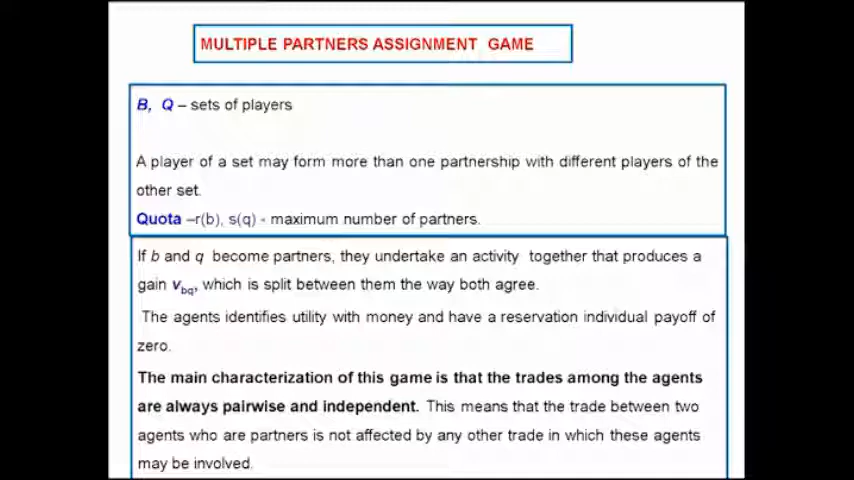 MULTIPLE PARTNERS ASSIGNMENT GAME
B, Q – sets of players
A player of a set may form more than one partnership with different players of the
other set.
Quota –r(b), s(q) - maximum number of partners.
If b and q become partners, they undertake an activity together that produces a
gain vbq, which is split between them the way both agree.
The agents identifies utility with money and have a reservation individual payoff of
zero.
The main characterization of this game is that the trades among the agents
are always pairwise and independent. This means that the trade between two
agents who are partners is not affected by any other trade in which these agents
may be involved.